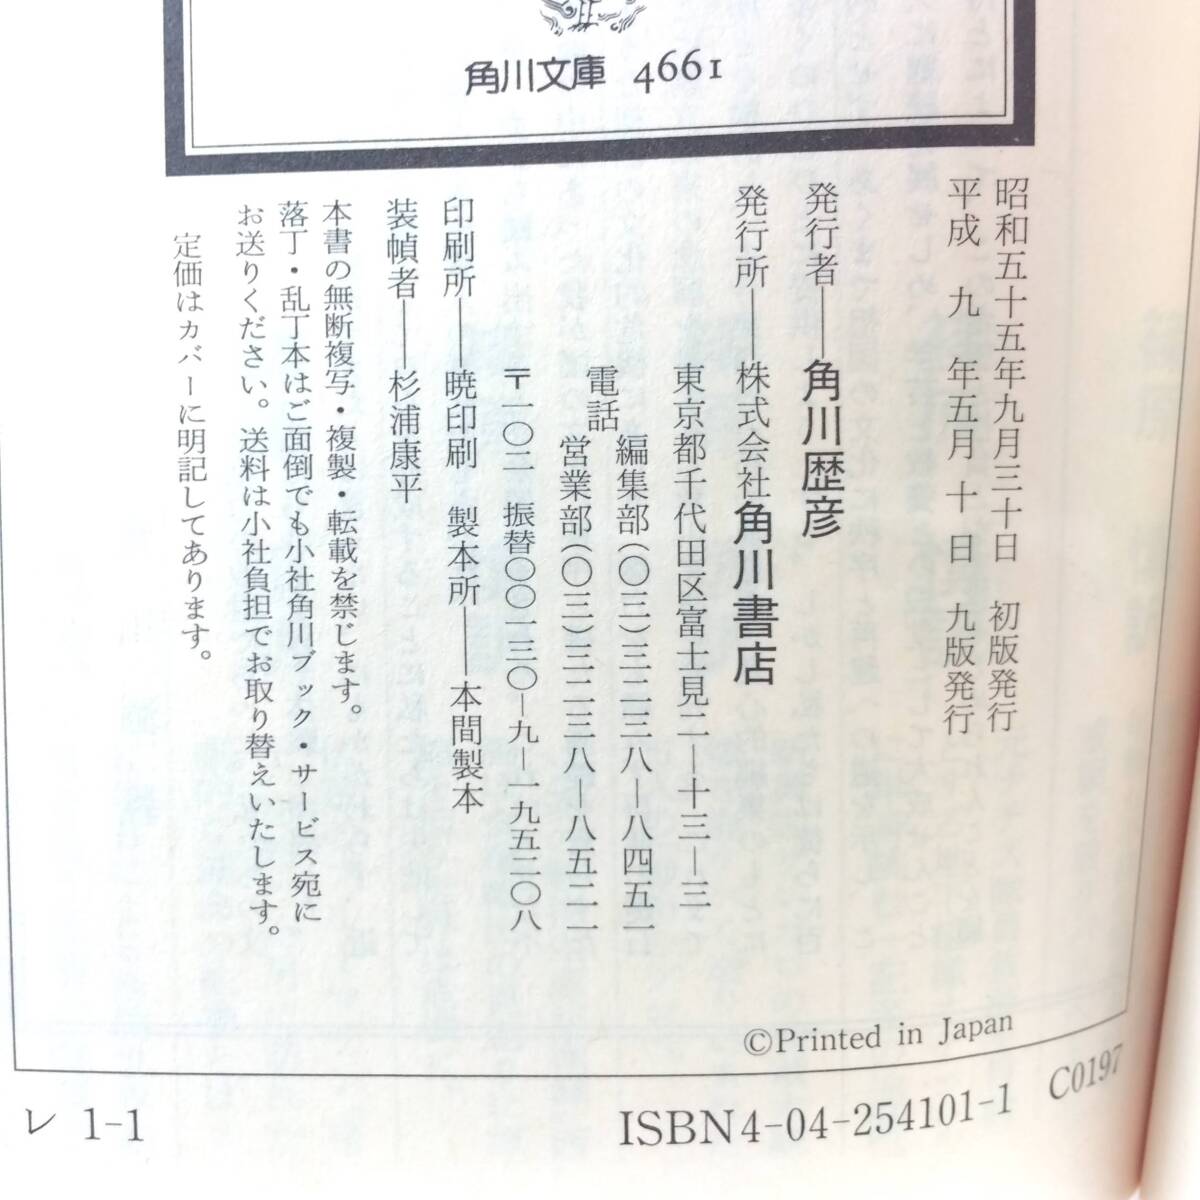 角川文庫 4661
昭和五十五年九月三十日 初版発行
平成 九 年五月 十 日 九版発行
発行者――角川歴彦
発行所――株式会社角川書店
東京都千代田区富士見二―十三―三
電話 編集部(〇三)三二三八―八四五一
営業部(〇三)三二三八―八五二一
〒一〇二 振替〇〇一三〇―九―一九五二〇八
印刷所――暁印刷 製本所――本間製本
装幀者――杉浦康平
本書の無断複写・複製・転載を禁じます。
落丁・乱丁本はご面倒でも小社角川ブック・サービス宛に
お送りください。送料は小社負担でお取り替えいたします。
定価はカバーに明記してあります。
©Printed in Japan
レ 1-1
ISBN4-04-254101-1 C0197